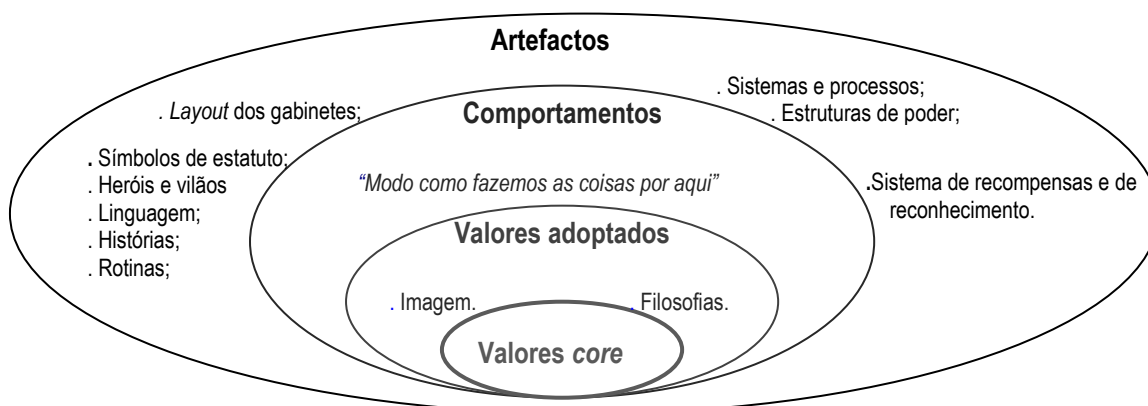 Artefactos
. Sistemas e processos;
. Layout dos gabinetes;
Comportamentos
. Estruturas de poder;
. Símbolos de estatuto;
. Heróis e vilãos
. Linguagem;
. Histórias;
. Rotinas;
“Modo como fazemos as coisas por aqui”
.Sistema de recompensas e de
reconhecimento.
Valores adoptados
. Imagem.
. Filosofias.
Valores core